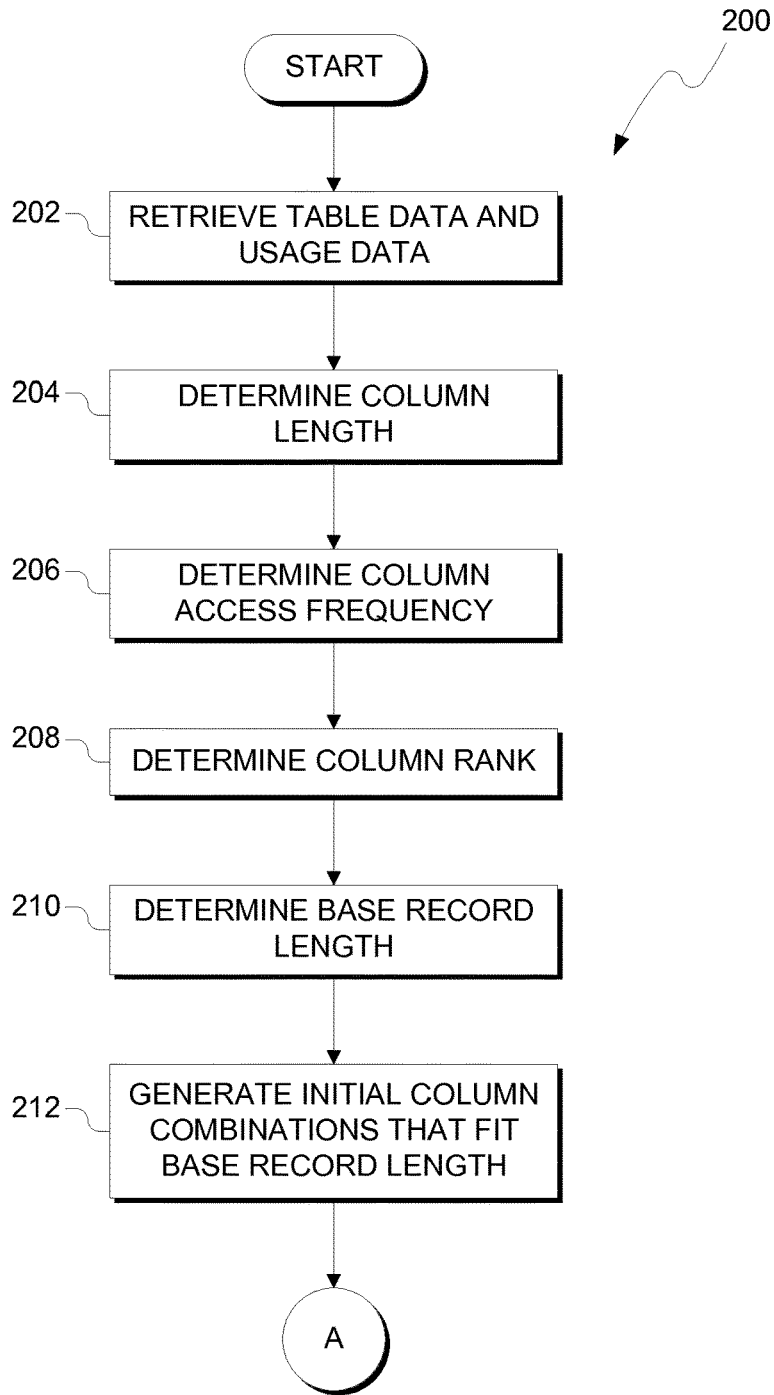 200
START
202
RETRIEVE TABLE DATA AND
USAGE DATA
204
DETERMINE COLUMN
LENGTH
206
DETERMINE COLUMN
ACCESS FREQUENCY
208
DETERMINE COLUMN RANK
210
DETERMINE BASE RECORD
LENGTH
212
GENERATE INITIAL COLUMN
COMBINATIONS THAT FIT
BASE RECORD LENGTH
A